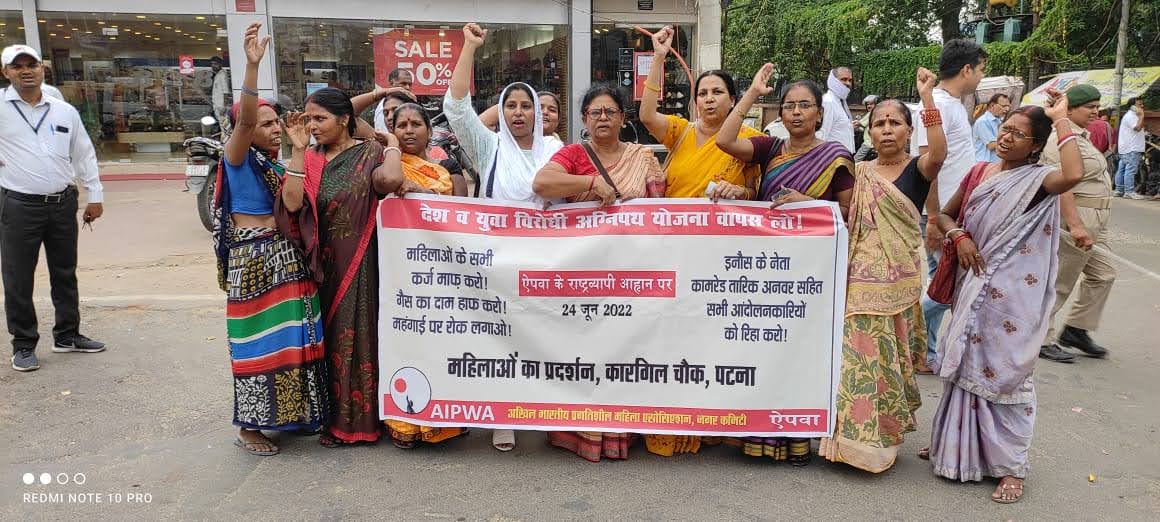 SALE
50%
OFF
देश व युवा विरोधी अग्निपथ योजना वापस लो!
महिलाओं के सभी
कर्ज माफ़ करो!
गैस का दाम हाफ करो!
महंगाई पर रोक लगाओ!
ऐपवा के राष्ट्रव्यापी आह्वान पर
24 जून 2022
इनौस के नेता
कामरेड तारिक अनवर सहित
सभी आंदोलनकारियों
को रिहा करो!
महिलाओं का प्रदर्शन, कारगिल चौक, पटना
AIPWA अखिल भारतीय प्रगतिशील महिला एसोसिएशन, नगर कमिटी ऐपवा
REDMI NOTE 10 PRO